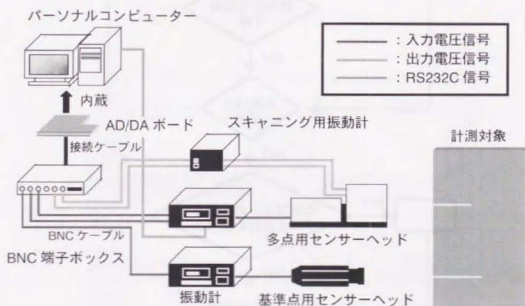 パーソナルコンピューター
：入力電圧信号
：出力電圧信号
：RS232C 信号
内蔵
AD/DA ボード
スキャニング用振動計
計測対象
接続ケーブル
BNC ケーブル
多点用センサーヘッド
BNC 端子ボックス
振動計
基準点用センサーヘッド